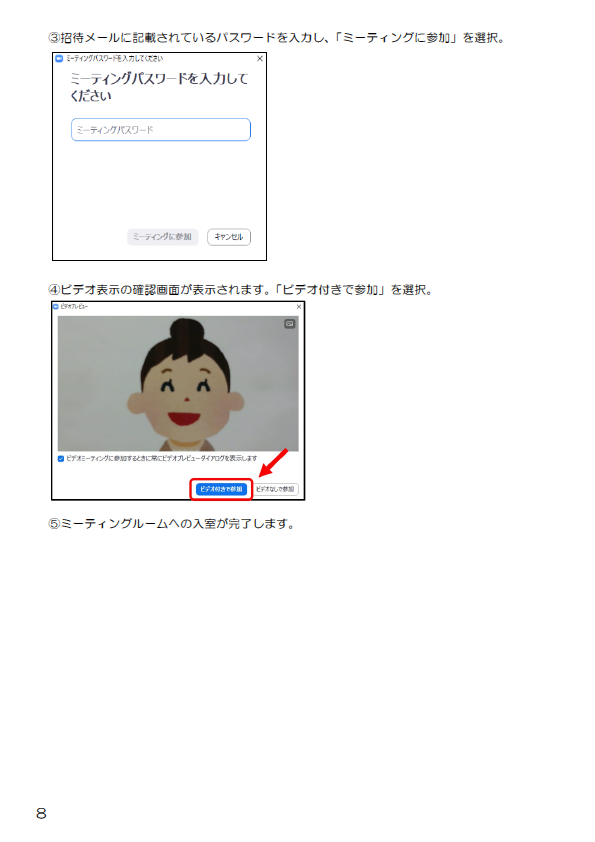 ③招待メールに記載されているパスワードを入力し、「ミーティングに参加」を選択。
ミーティングパスワードを入力してください
ミーティングパスワードを入力して
ください
ミーティングパスワード
ミーティングに参加 キャンセル
④ビデオ表示の確認画面が表示されます。「ビデオ付きで参加」を選択。
ビデオプレビュー
ビデオミーティングに参加するときに常にビデオプレビューダイアログを表示します
ビデオ付きで参加 ビデオなしで参加
⑤ミーティングルームへの入室が完了します。
8